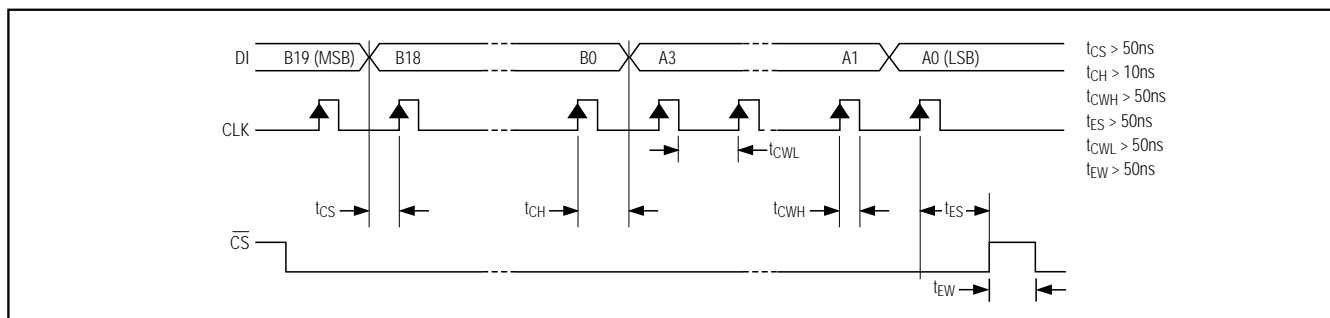 DI B19 (MSB) B18 B0 A3 A1 A0 (LSB)
CLK
tCWL
tCS tCH tCWH tES
CS
tEW
tCS > 50ns
tCH > 10ns
tCWH > 50ns
tES > 50ns
tCWL > 50ns
tEW > 50ns